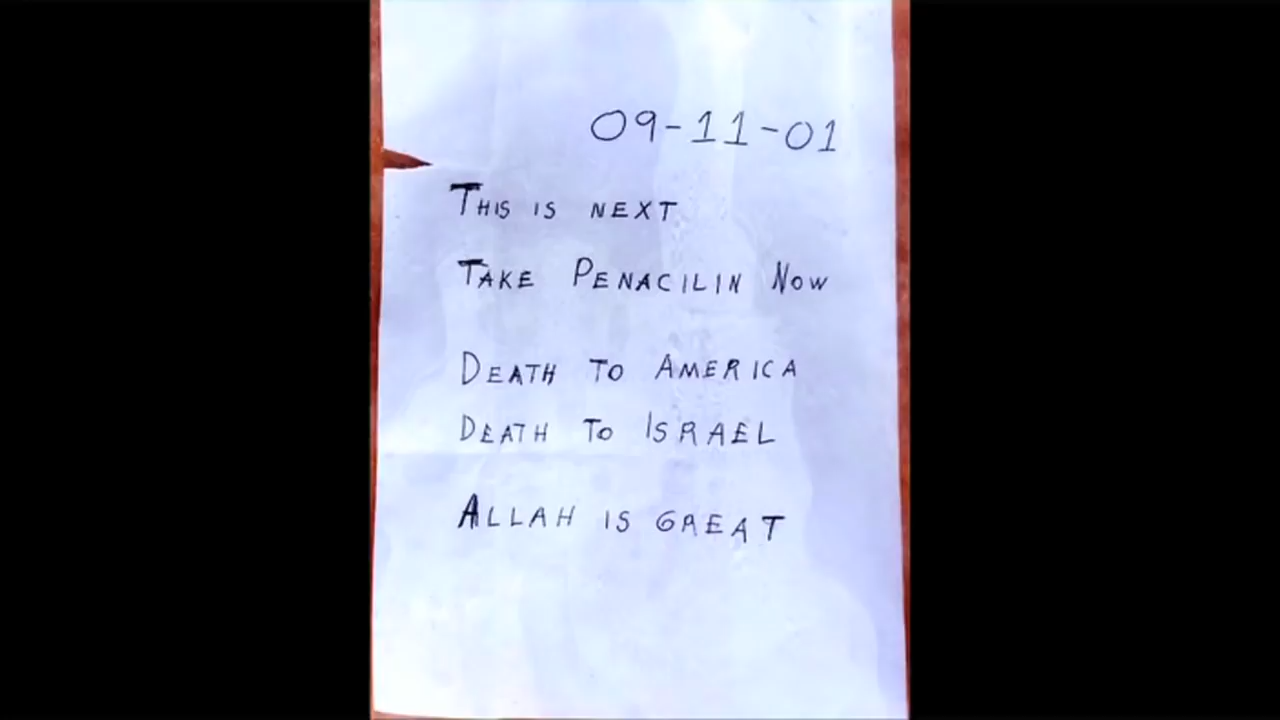 09-11-01
THIS IS NEXT
TAKE PENACILIN NOW
DEATH TO AMERICA
DEATH TO ISRAEL
ALLAH IS GREAT